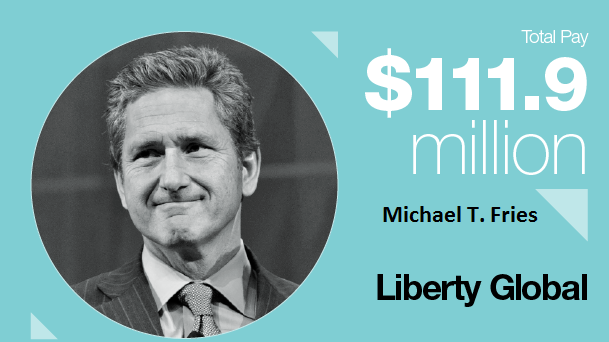 Total Pay
$111.9
million
Michael T. Fries
Liberty Global